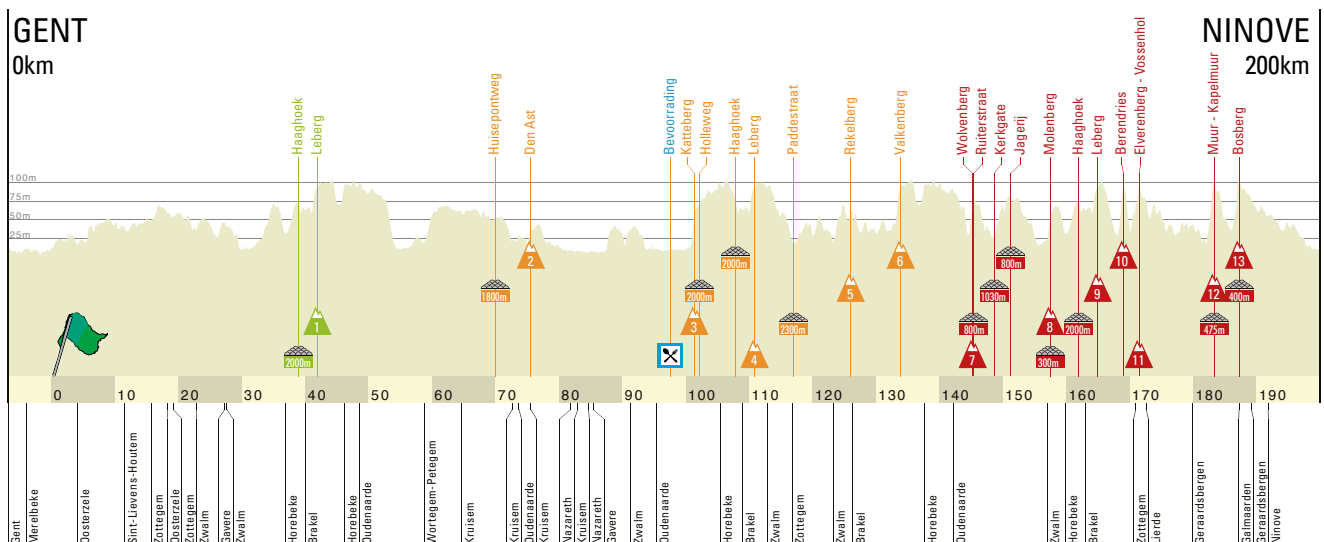 GENT
0km
NINOVE
200km
Haaghoek
Leberg
Huisepontweg
Den Ast
Bevoorrading
Katteberg
Holleweg
Haaghoek
Leberg
Paddestraat
Rekelberg
Valkenberg
Wolvenberg
Ruiterstraat
Kerkgate
Jagerij
Molenberg
Haaghoek
Leberg
Berendries
Elverenberg - Vossenhol
Muur - Kapelmuur
Bosberg
100m
75m
50m
25m
2000m
1
1800m
2
3
2000m
2000m
4
2300m
5
6
800m
7
1030m
800m
8
300m
2000m
9
10
11
12
475m
13
400m
0 10 20 30 40 50 60 70 80 90 100 110 120 130 140 150 160 170 180 190
Gent
Merelbeke
Oosterzele
Sint-Lievens-Houtem
Zottegem
Oosterzele
Zottegem
Zwalm
Gavere
Zwalm
Horebeke
Brakel
Horebeke
Oudenaarde
Wortegem-Petegem
Kruisem
Kruisem
Oudenaarde
Kruisem
Nazareth
Kruisem
Nazareth
Gavere
Zwalm
Oudenaarde
Horebeke
Brakel
Zwalm
Zottegem
Zwalm
Brakel
Horebeke
Oudenaarde
Zwalm
Horebeke
Brakel
Zottegem
Lierde
Geraardsbergen
Galmaarden
Geraardsbergen
Ninove